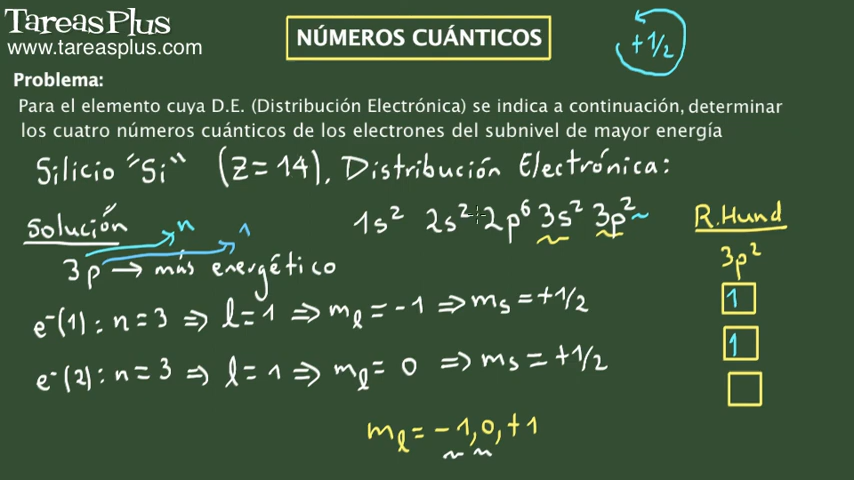 TareasPlus
www.tareasplus.com
NÚMEROS CUÁNTICOS
+1/2
Problema:
Para el elemento cuya D.E. (Distribución Electrónica) se indica a continuación, determinar
los cuatro números cuánticos de los electrones del subnivel de mayor energía
Silicio "Si" (Z=14), Distribución Electrónica:
1s² 2s² 2p⁶ 3s² 3p²
Solución
n
1
3p → más energético
e⁻(1): n=3 ⇒ l=1 ⇒ mℓ = -1 ⇒ ms = +1/2
e⁻(2): n=3 ⇒ l=1 ⇒ mℓ = 0 ⇒ ms = +1/2
mℓ = -1, 0, +1
R. Hund
3p²
1
1